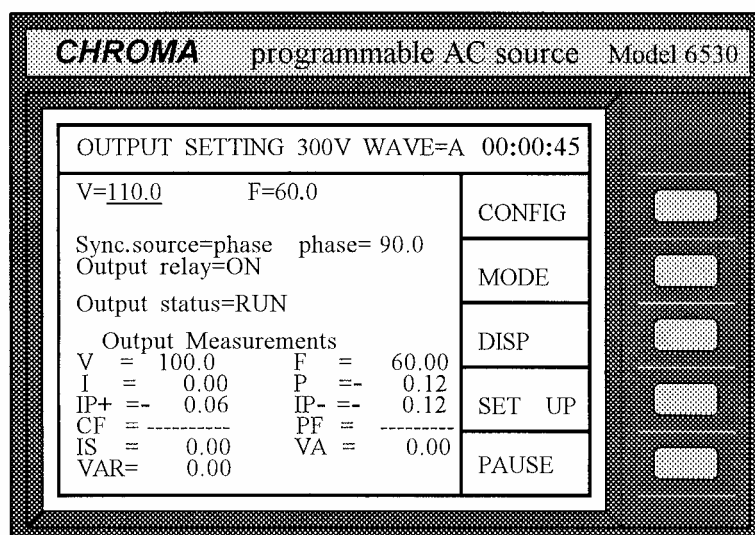 CHROMA programmable AC source Model 6530
OUTPUT SETTING 300V WAVE=A 00:00:45
V=110.0 F=60.0
Sync.source=phase phase= 90.0
Output relay=ON
Output status=RUN
Output Measurements
V = 100.0 F = 60.00
I = 0.00 P =- 0.12
IP+ =- 0.06 IP- =- 0.12
CF = ---------- PF = ---------
IS = 0.00 VA = 0.00
VAR= 0.00
CONFIG
MODE
DISP
SET UP
PAUSE